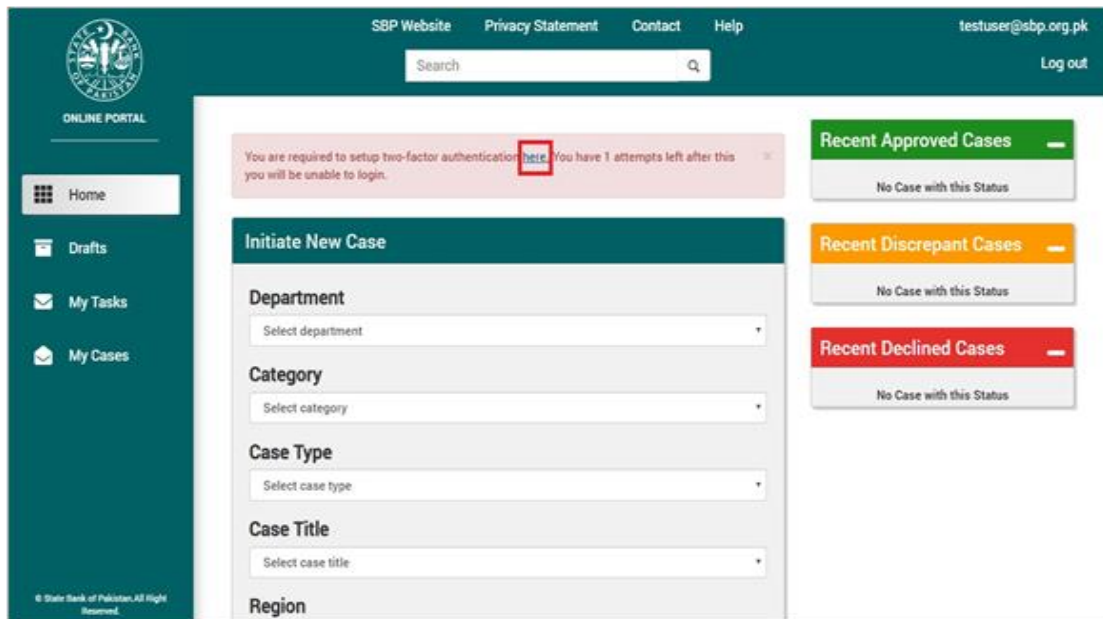 SBP Website Privacy Statement Contact Help testuser@sbp.org.pk
Search
Log out
STATE BANK OF PAKISTAN
ONLINE PORTAL
Home
Drafts
My Tasks
My Cases
© State Bank of Pakistan.All Right
Reserved.
You are required to setup two-factor authentication here. You have 1 attempts left after this ×
you will be unable to login.
Initiate New Case
Department
Select department
Category
Select category
Case Type
Select case type
Case Title
Select case title
Region
Recent Approved Cases
No Case with this Status
Recent Discrepant Cases
No Case with this Status
Recent Declined Cases
No Case with this Status